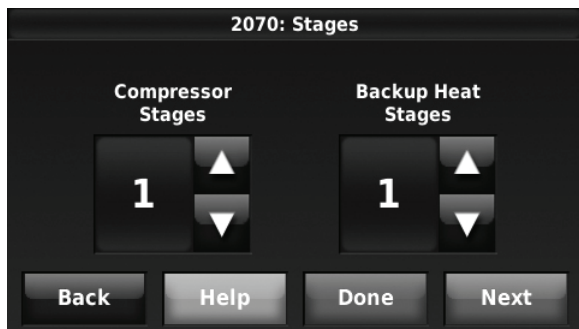 2070: Stages
Compressor
Stages
Backup Heat
Stages
1
1
Back
Help
Done
Next